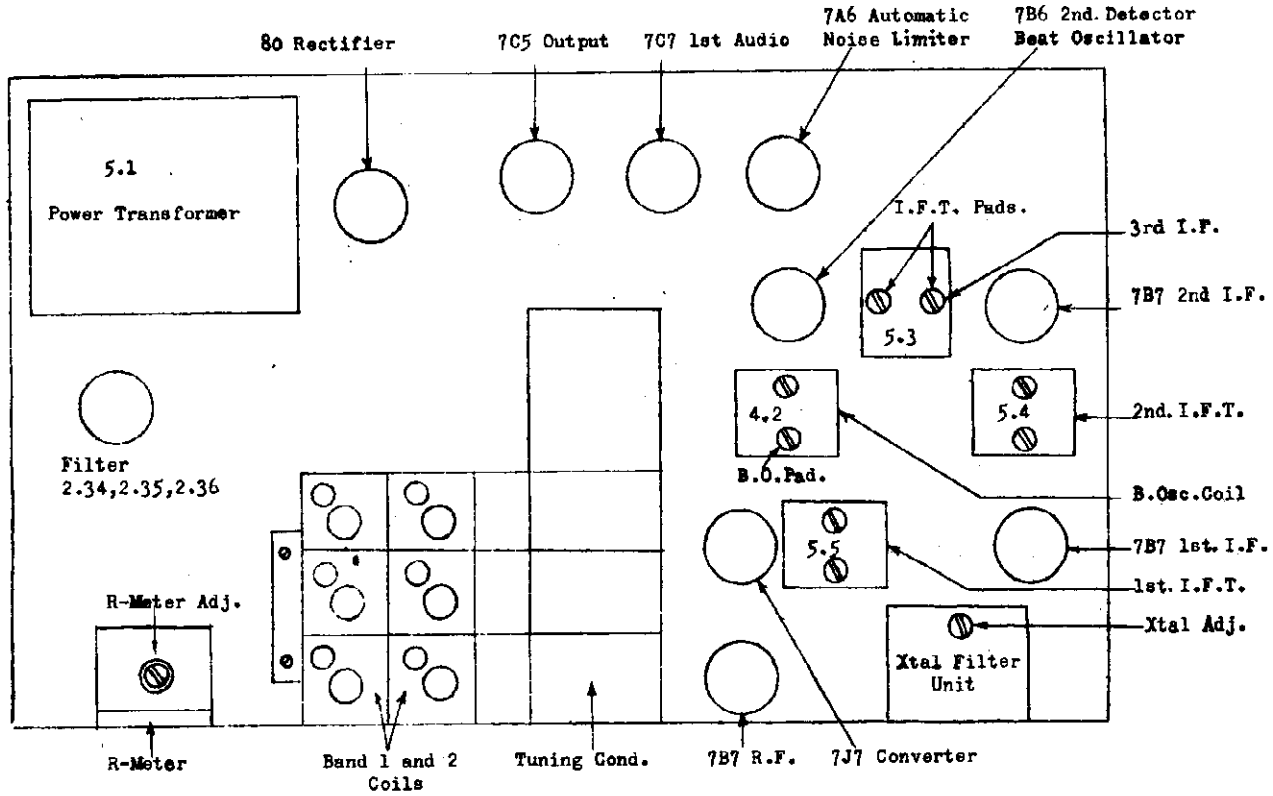 7A6 Automatic
Noise Limiter
7B6 2nd. Detector
Beat Oscillator
80 Rectifier
7C5 Output
7C7 1st Audio
5.1
Power Transformer
I.F.T. Pads.
3rd I.F.
7B7 2nd I.F.
5.3
4.2
5.4
2nd. I.F.T.
Filter
2.34,2.35,2.36
B.O.Pad.
B.Osc.Coil
5.5
7B7 1st. I.F.
1st. I.F.T.
R-Meter Adj.
Xtal Adj.
Xtal Filter
Unit
R-Meter
Band 1 and 2
Coils
Tuning Cond.
7B7 R.F.
7J7 Converter